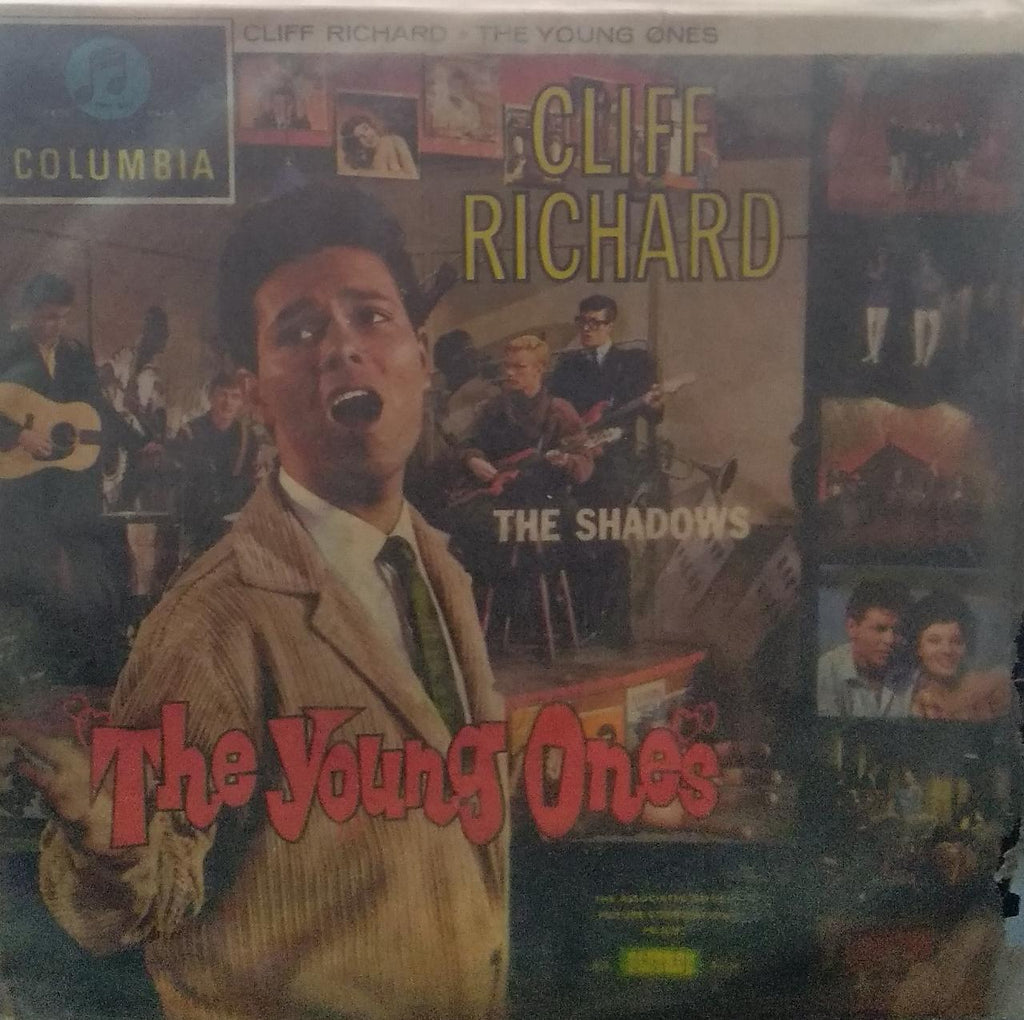 CLIFF RICHARD • THE YOUNG ONES
COLUMBIA
CLIFF
RICHARD
THE SHADOWS
The Young Ones